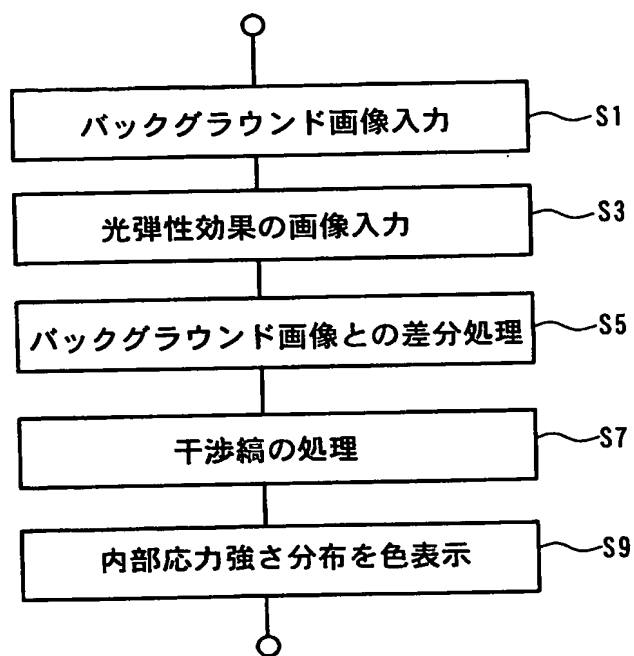 バックグラウンド画像入力 S1
光弾性効果の画像入力 S3
バックグラウンド画像との差分処理 S5
干渉縞の処理 S7
内部応力強さ分布を色表示 S9